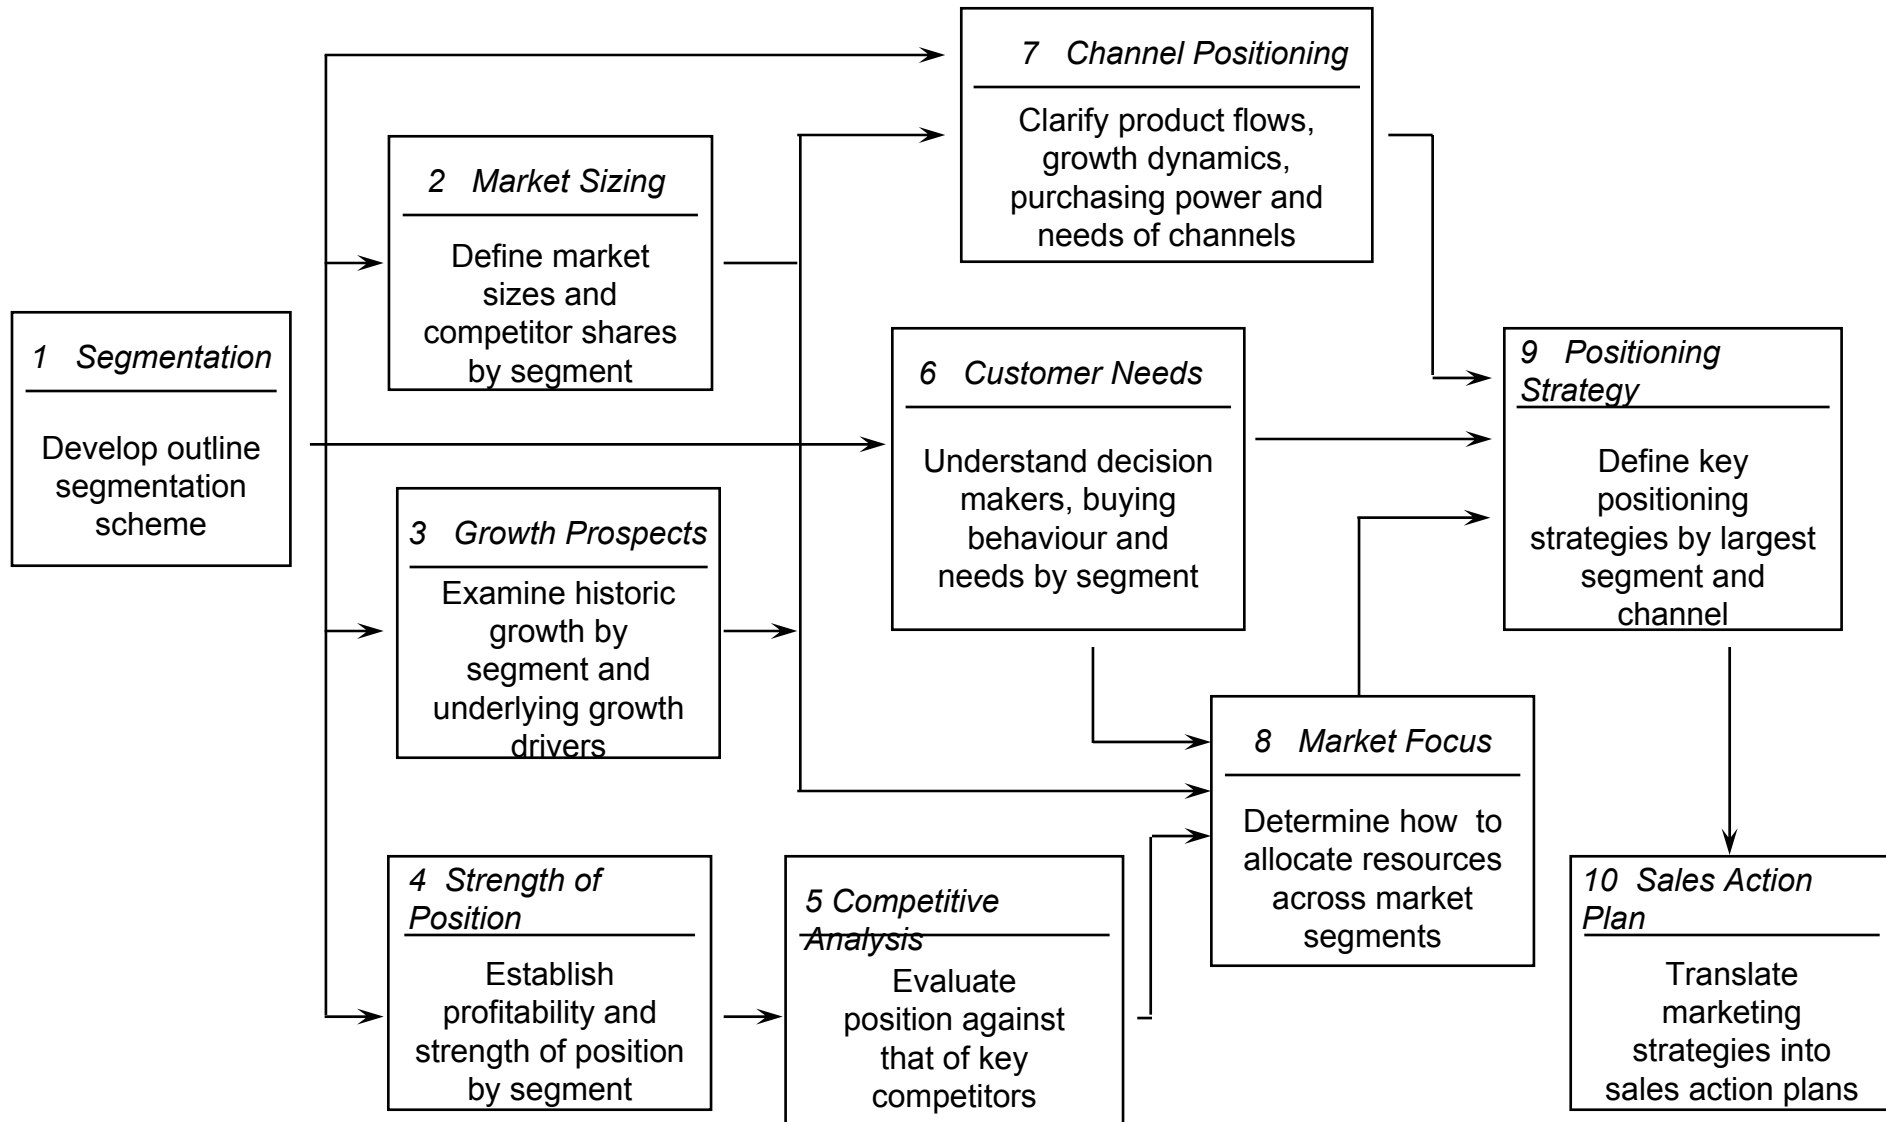 1 Segmentation
Develop outline
segmentation
scheme
2 Market Sizing
Define market
sizes and
competitor shares
by segment
3 Growth Prospects
Examine historic
growth by
segment and
underlying growth
drivers
4 Strength of
Position
Establish
profitability and
strength of position
by segment
5 Competitive
Analysis
Evaluate
position against
that of key
competitors
6 Customer Needs
Understand decision
makers, buying
behaviour and
needs by segment
7 Channel Positioning
Clarify product flows,
growth dynamics,
purchasing power and
needs of channels
8 Market Focus
Determine how to
allocate resources
across market
segments
9 Positioning
Strategy
Define key
positioning
strategies by largest
segment and
channel
10 Sales Action
Plan
Translate
marketing
strategies into
sales action plans